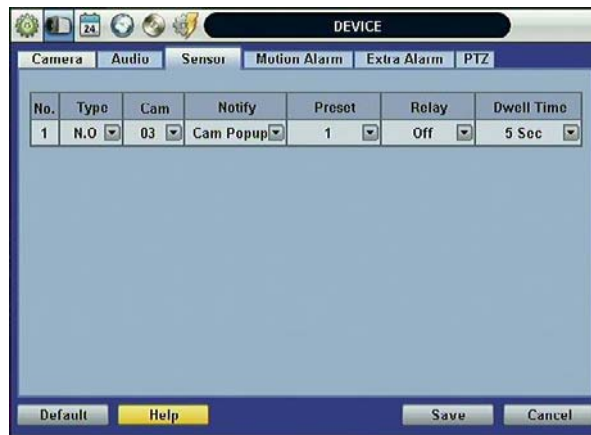 24
DEVICE
Camera Audio Sensor Motion Alarm Extra Alarm PTZ
No. Type Cam Notify Preset Relay Dwell Time
1 N.O 03 Cam Popup 1 Off 5 Sec
Default Help Save Cancel